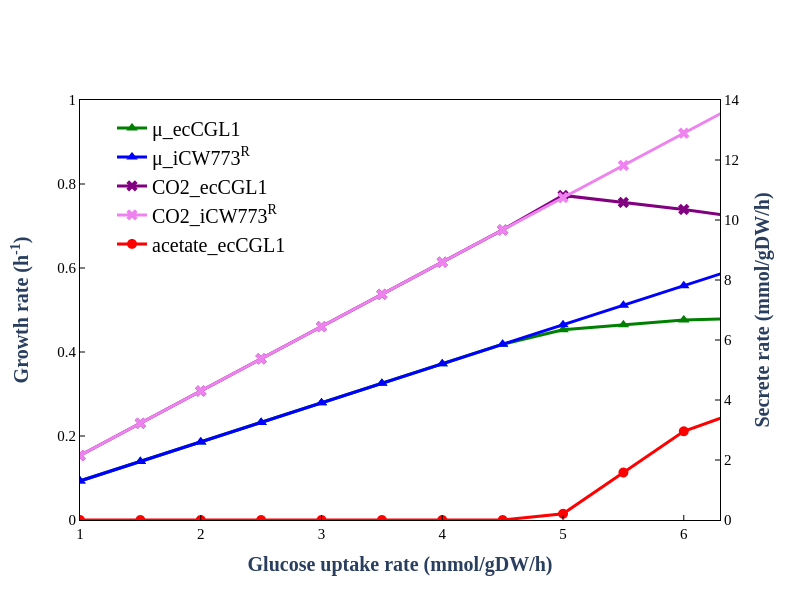 μ_ecCGL1
μ_iCW773ᴿ
CO2_ecCGL1
CO2_iCW773ᴿ
acetate_ecCGL1
Growth rate (h⁻¹)
1
0.8
0.6
0.4
0.2
0
Secrete rate (mmol/gDW/h)
14
12
10
8
6
4
2
0
1 2 3 4 5 6
Glucose uptake rate (mmol/gDW/h)